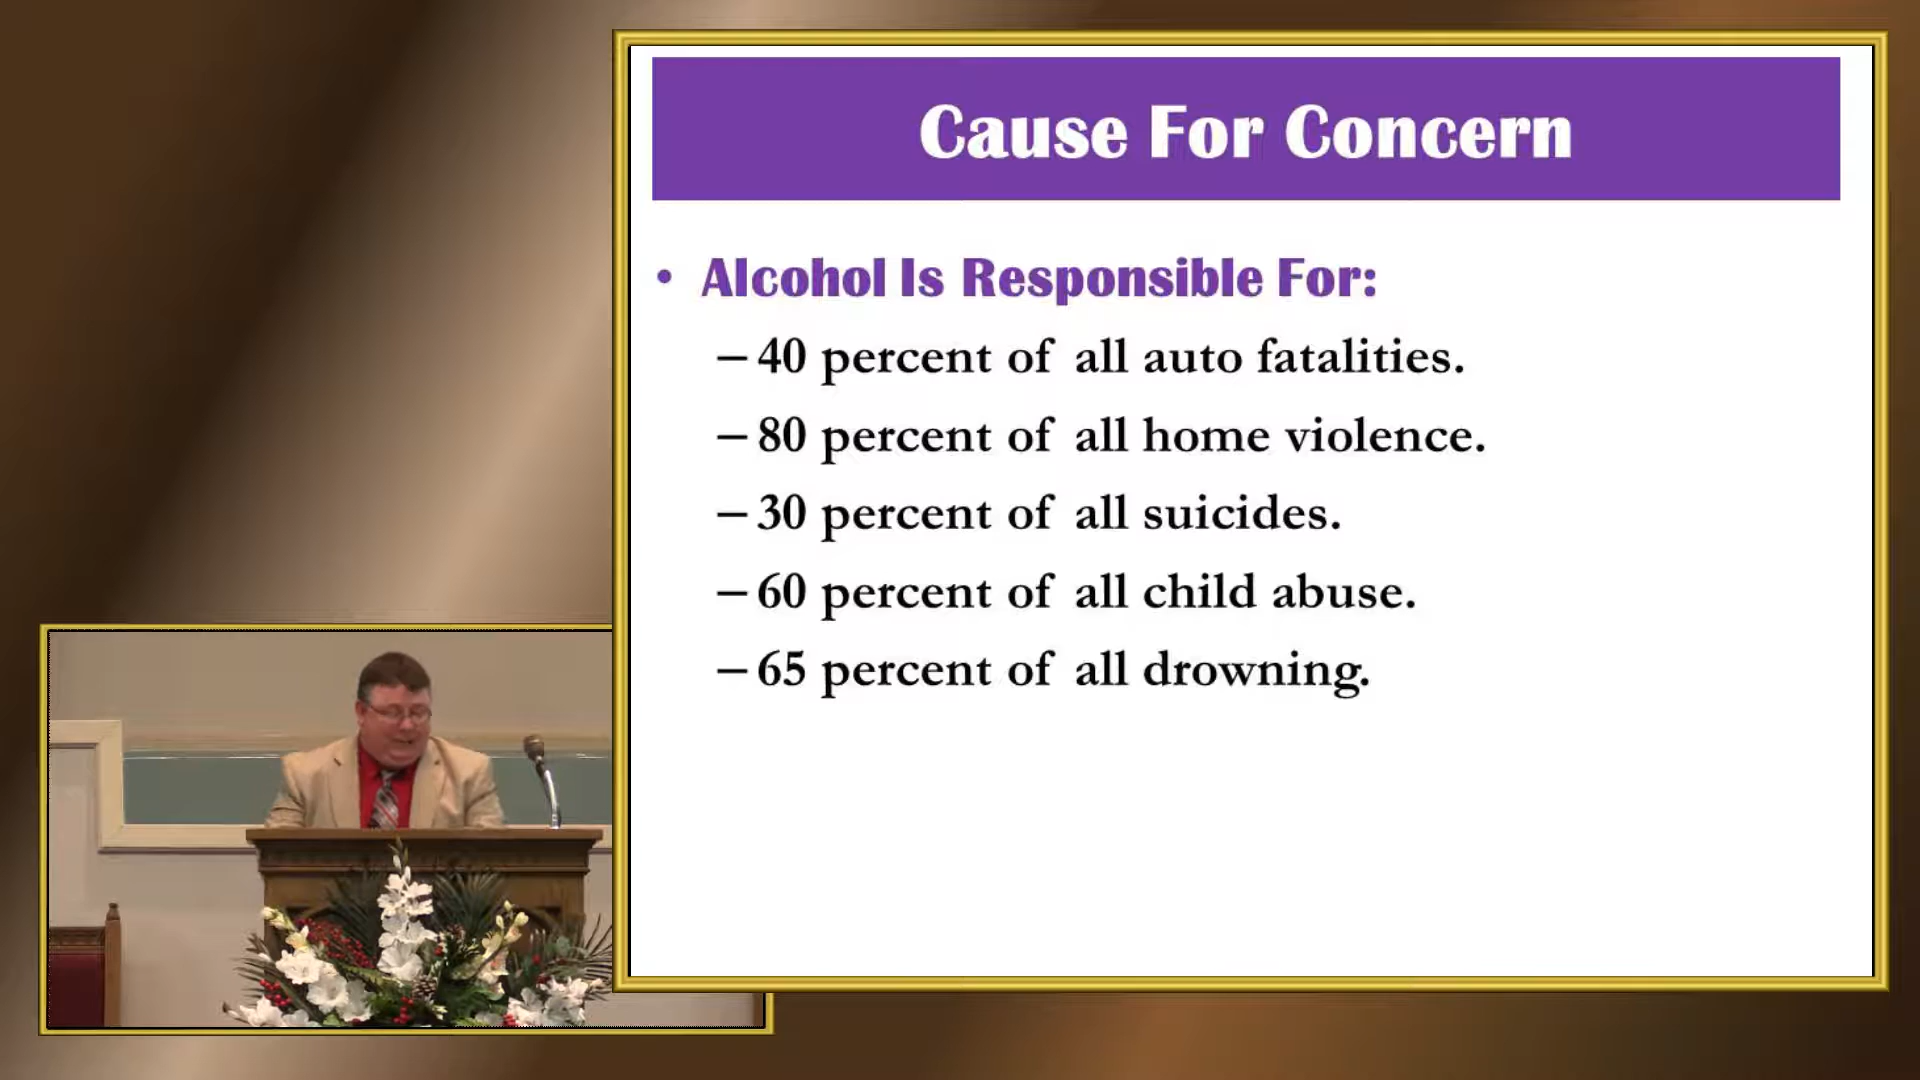 Cause For Concern
• Alcohol Is Responsible For:
– 40 percent of all auto fatalities.
– 80 percent of all home violence.
– 30 percent of all suicides.
– 60 percent of all child abuse.
– 65 percent of all drowning.